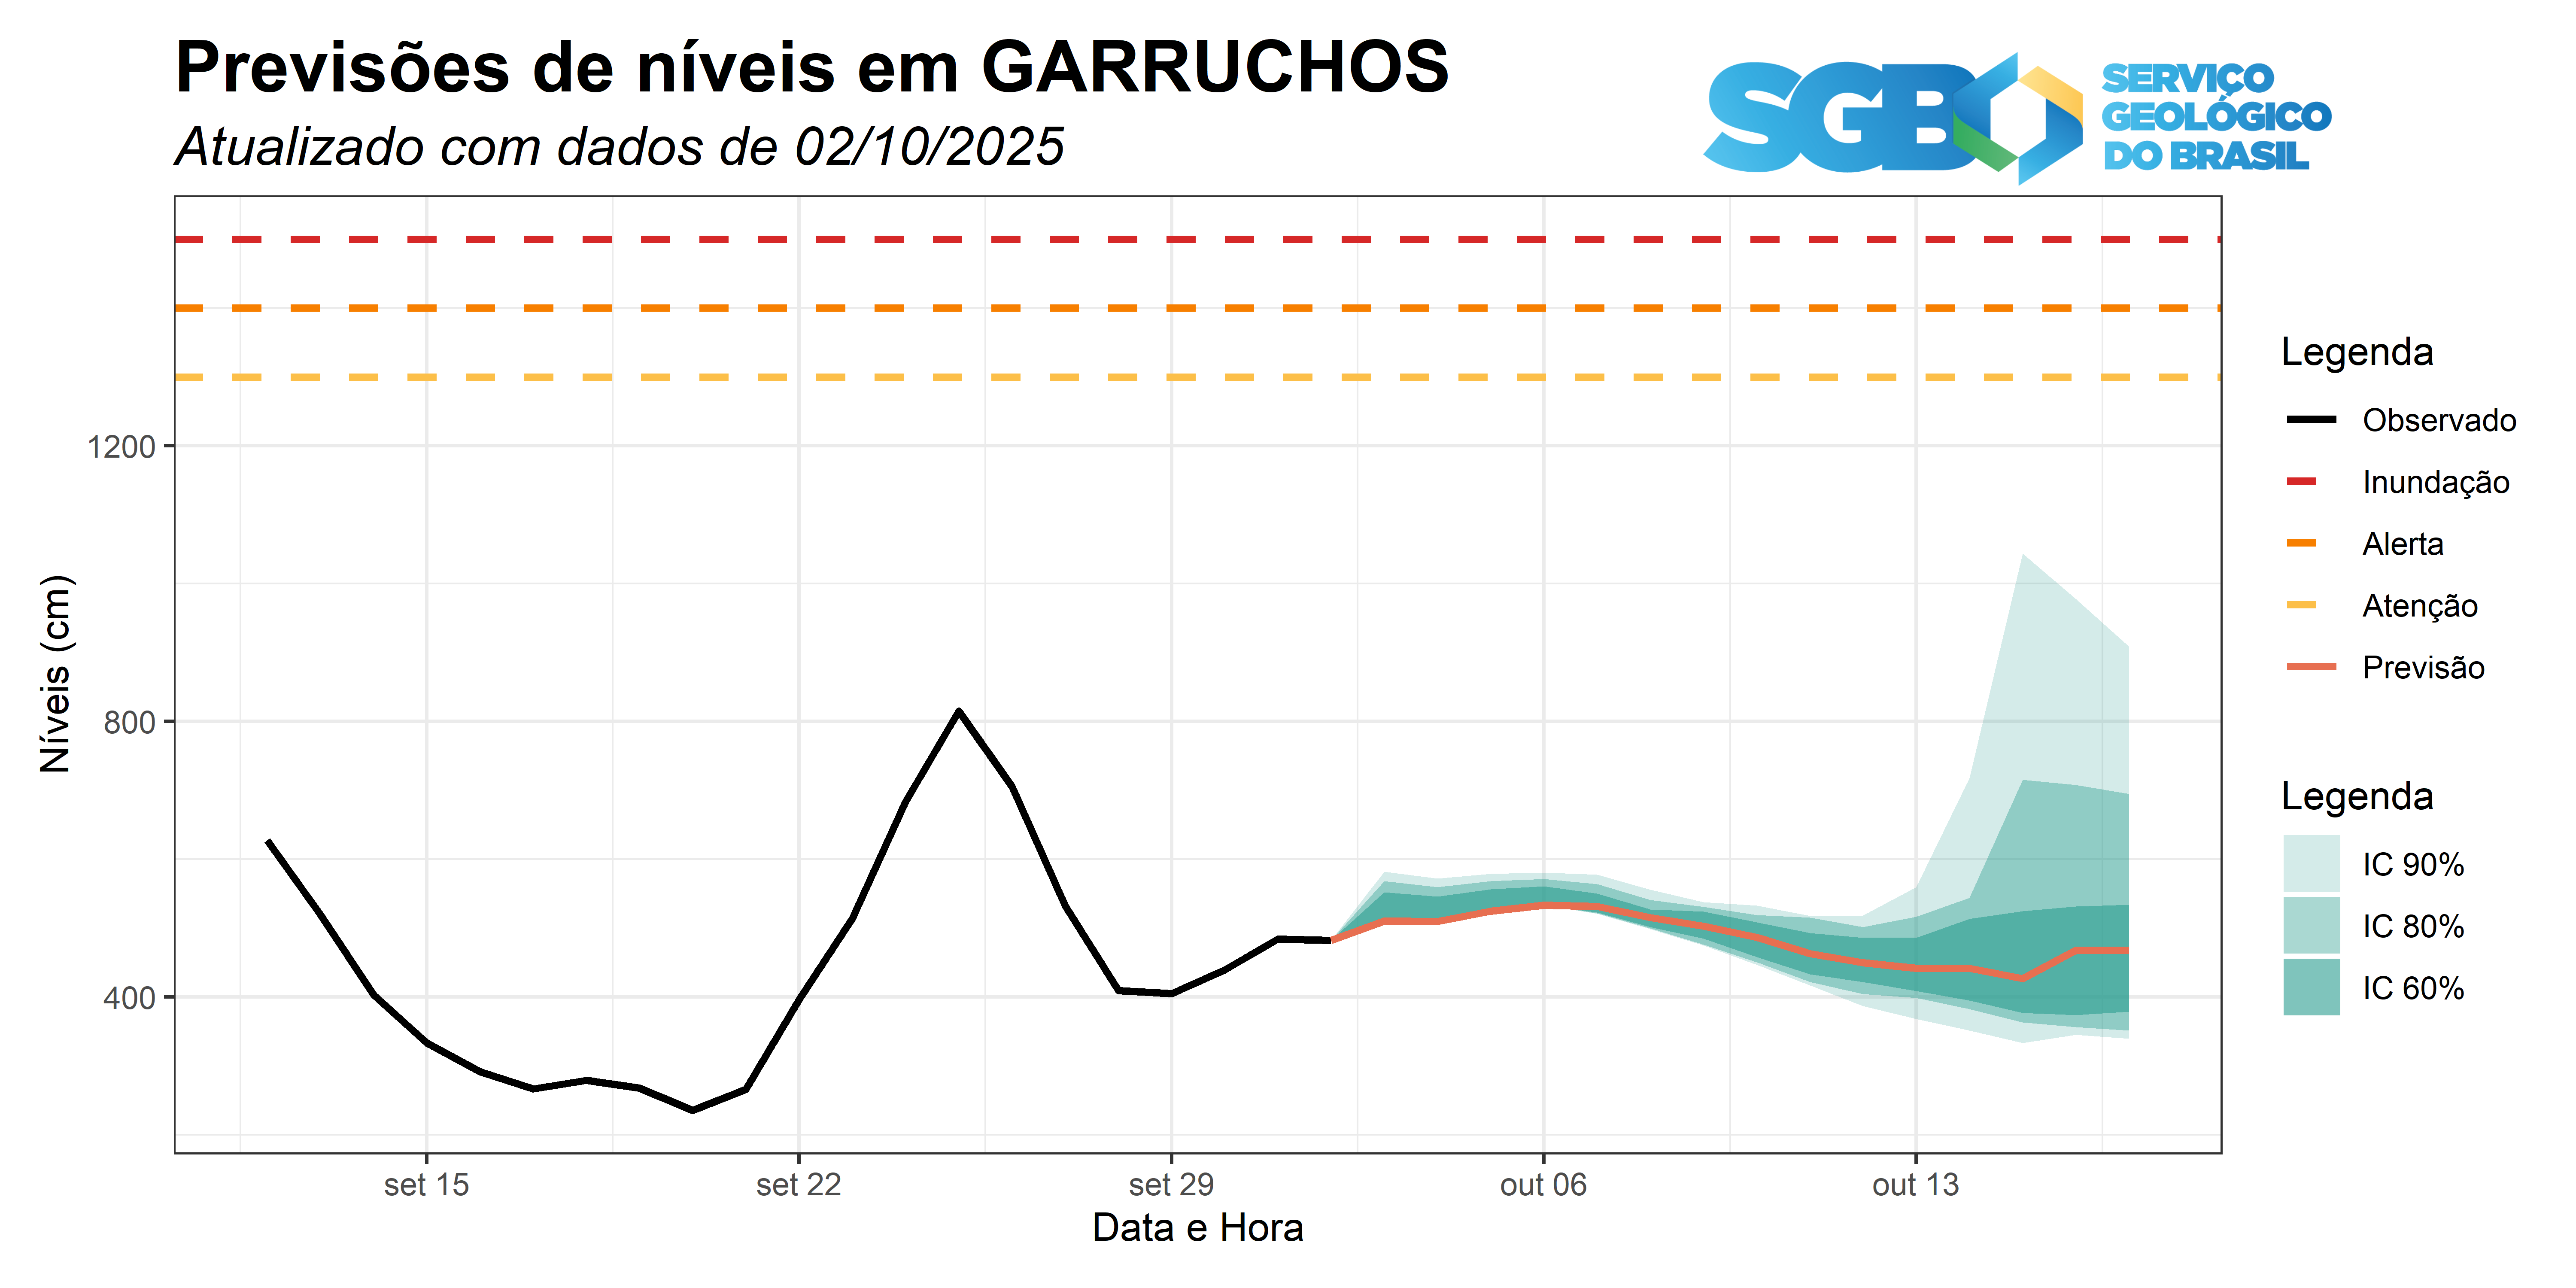 Previsões de níveis em GARRUCHOS
Atualizado com dados de 02/10/2025
SGB
SERVIÇO
GEOLÓGICO
DO BRASIL
Níveis (cm)
1200
800
400
set 15
set 22
set 29
out 06
out 13
Data e Hora
Legenda
Observado
Inundação
Alerta
Atenção
Previsão
Legenda
IC 90%
IC 80%
IC 60%